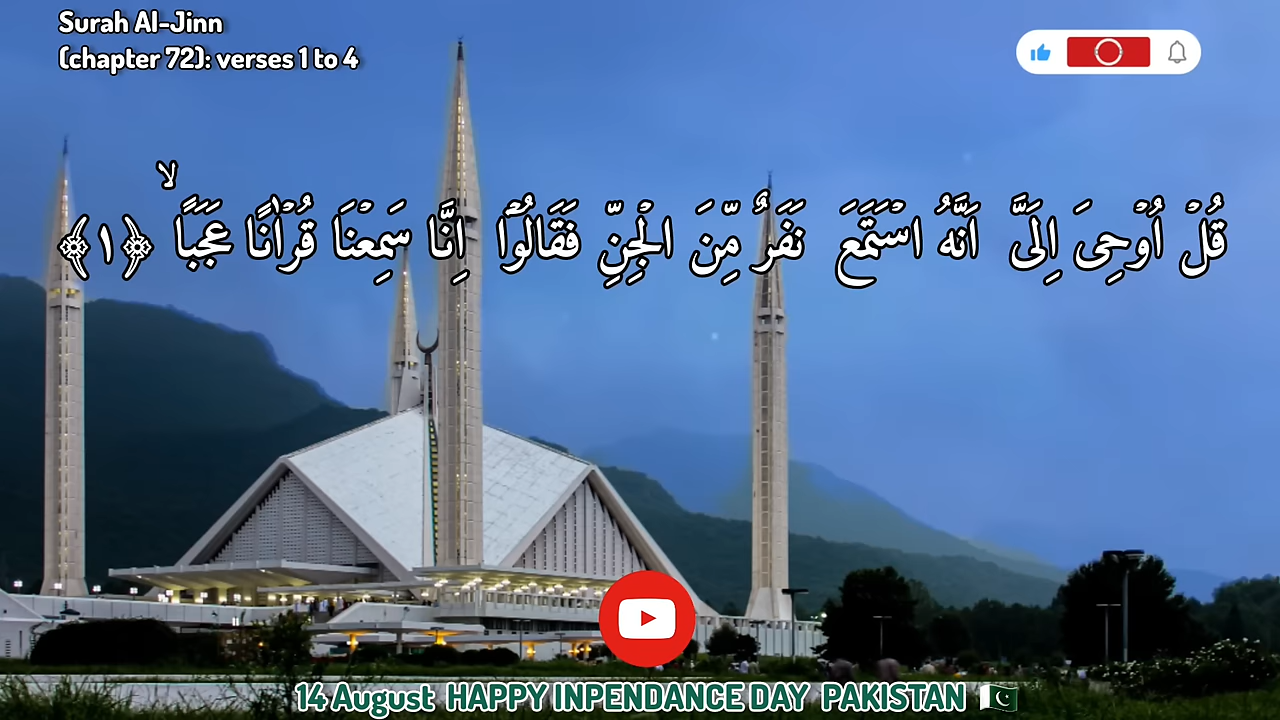 Surah Al-Jinn
(chapter 72): verses 1 to 4
قُلْ اُوْحِىَ اِلَىَّ اَنَّهُ اسْتَمَعَ نَفَرٌ مِّنَ الْجِنِّ فَقَالُوْۤا اِنَّا سَمِعْنَا قُرْاٰنًا عَجَبًا ۙ ﴿۱﴾
14 August HAPPY INPENDANCE DAY PAKISTAN 🇵🇰